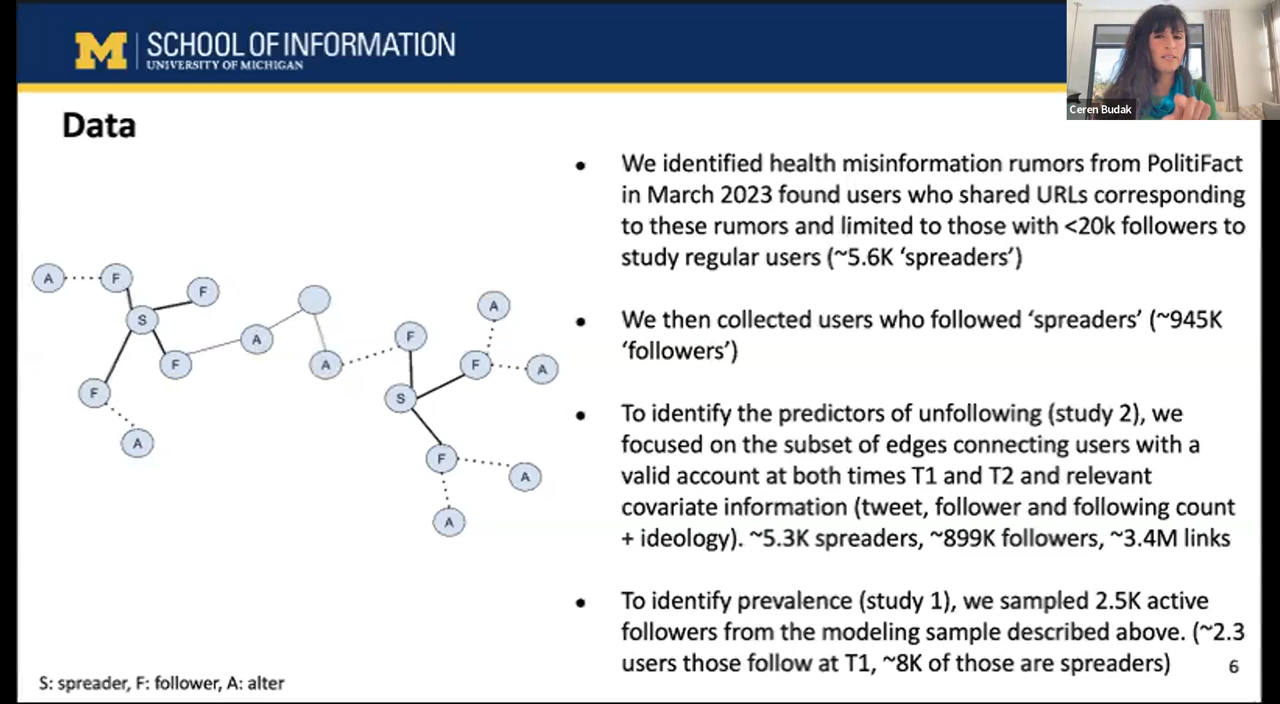 M
SCHOOL OF INFORMATION
UNIVERSITY OF MICHIGAN
Ceren Budak
Data
We identified health misinformation rumors from PolitiFact
in March 2023 found users who shared URLs corresponding
to these rumors and limited to those with <20k followers to
study regular users (~5.6K ‘spreaders’)
We then collected users who followed ‘spreaders’ (~945K
‘followers’)
To identify the predictors of unfollowing (study 2), we
focused on the subset of edges connecting users with a
valid account at both times T1 and T2 and relevant
covariate information (tweet, follower and following count
+ ideology). ~5.3K spreaders, ~899K followers, ~3.4M links
To identify prevalence (study 1), we sampled 2.5K active
followers from the modeling sample described above. (~2.3
users those follow at T1, ~8K of those are spreaders)
A
F
F
S
F
A
F
A
A
F
S
F
A
A
F
A
A
S: spreader, F: follower, A: alter
6